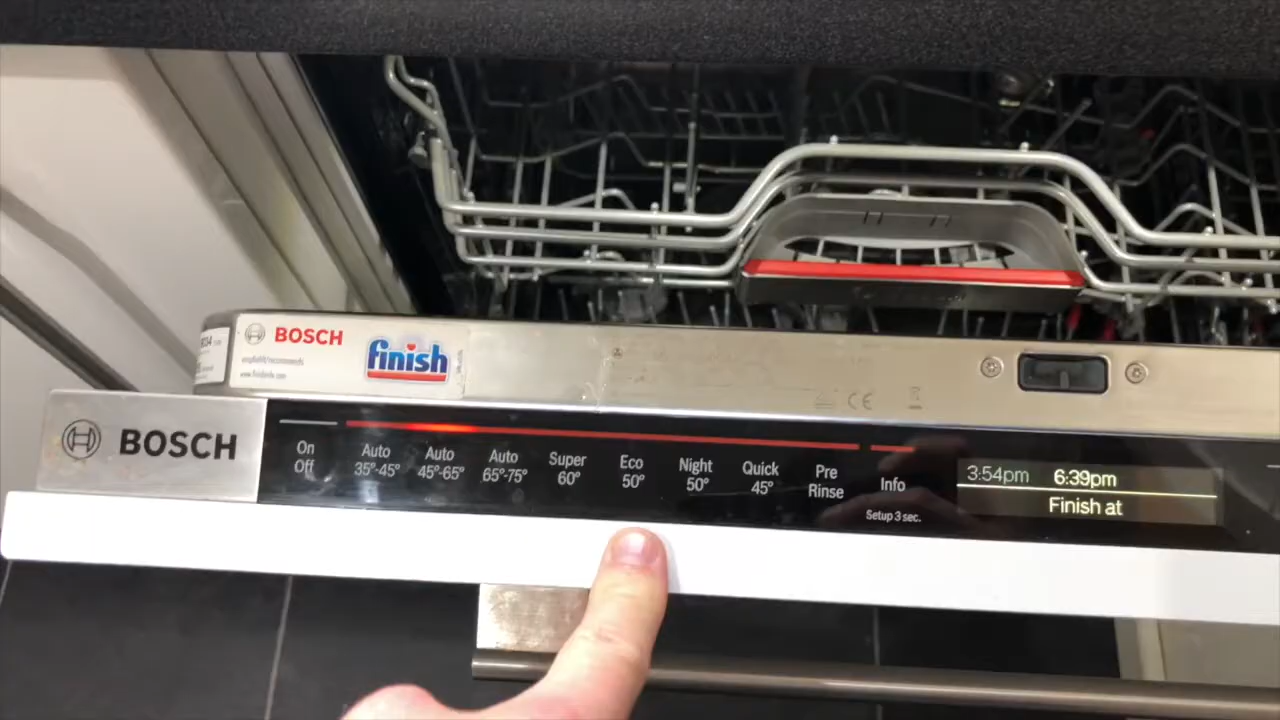 BOSCH
finish
CE
BOSCH
On
Off
Auto
35°-45°
Auto
45°-65°
Auto
65°-75°
Super
60°
Eco
50°
Night
50°
Quick
45°
Pre
Rinse
Info
Setup 3 sec.
3:54pm 6:39pm
Finish at